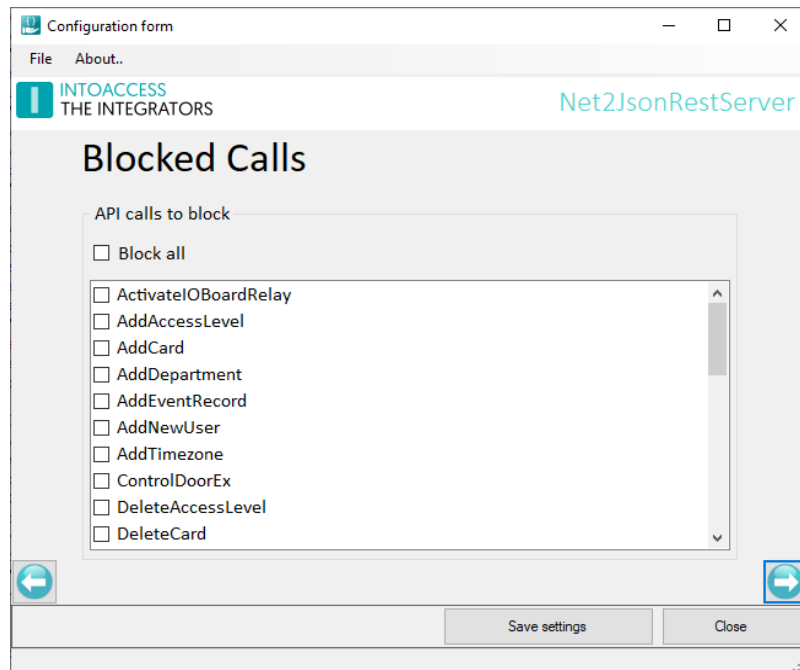 Configuration form
File About..
INTOACCESS
THE INTEGRATORS
Net2JsonRestServer
Blocked Calls
API calls to block
Block all
ActivateIOBoardRelay
AddAccessLevel
AddCard
AddDepartment
AddEventRecord
AddNewUser
AddTimezone
ControlDoorEx
DeleteAccessLevel
DeleteCard
Save settings Close